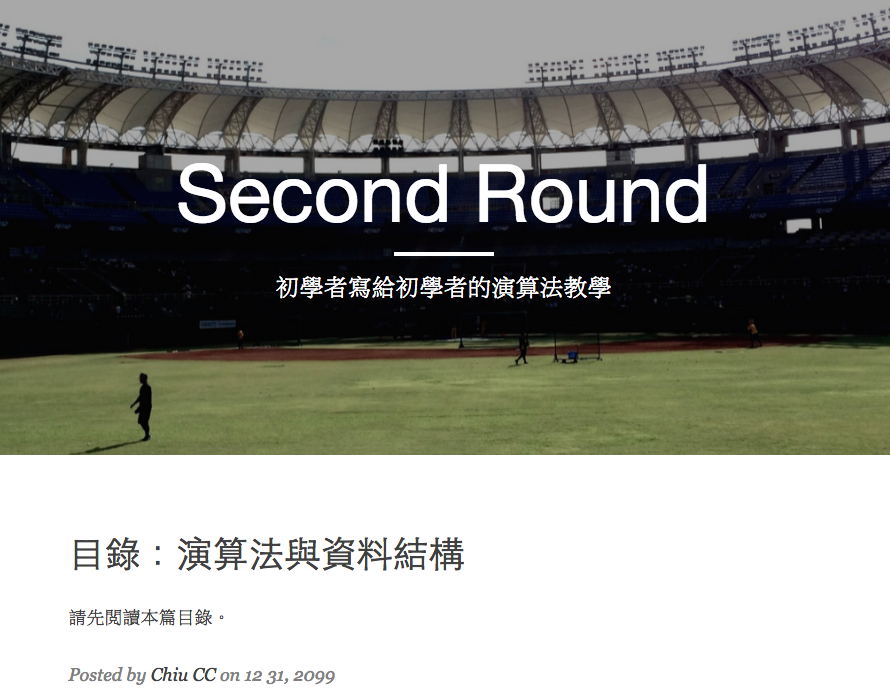 Second Round
初學者寫給初學者的演算法教學
目錄：演算法與資料結構
請先閱讀本篇目錄。
Posted by Chiu CC on 12 31, 2099